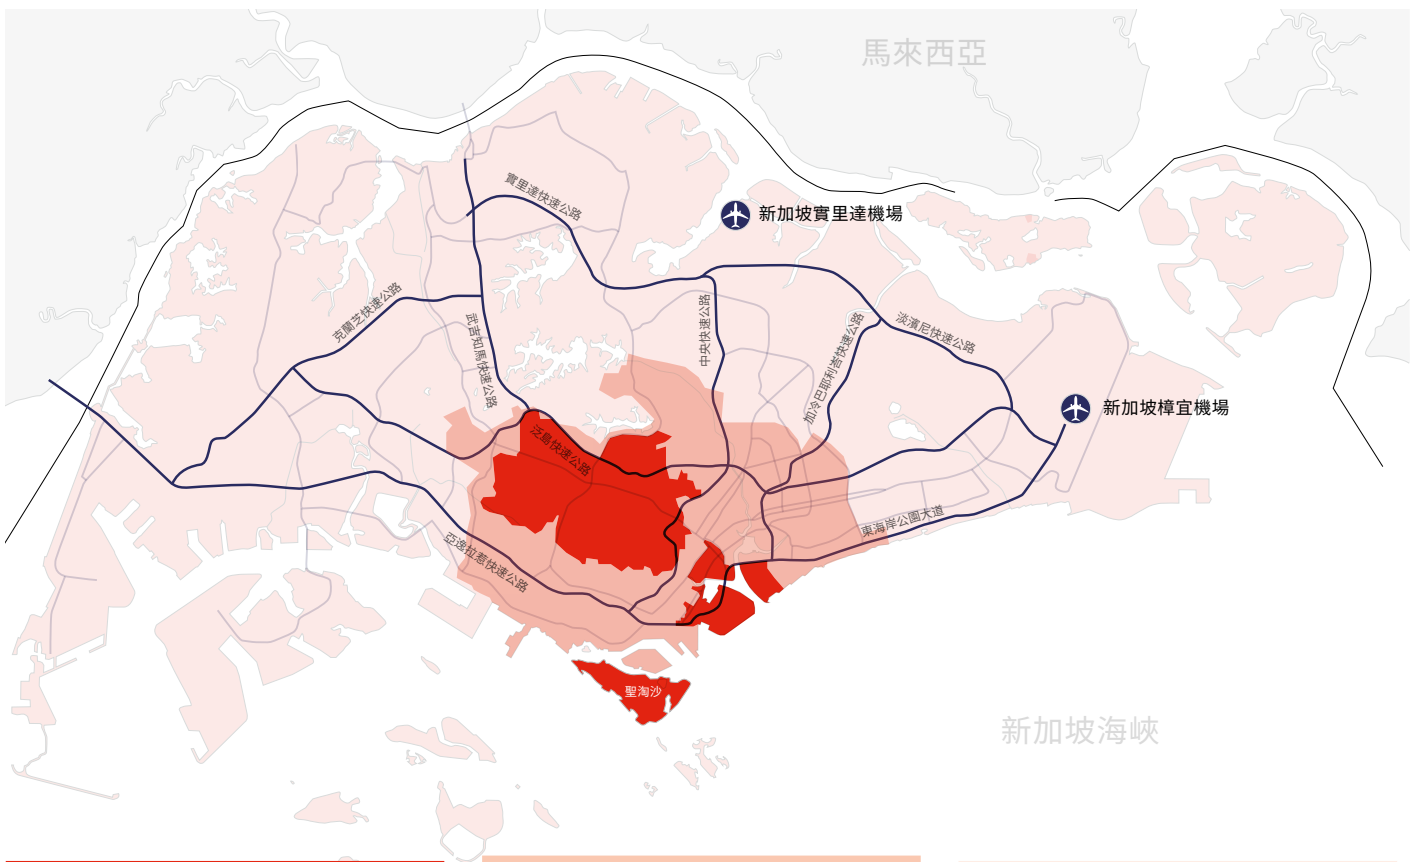 馬來西亞
實里達快速公路
新加坡實里達機場
克蘭芝快速公路
武吉知馬快速公路
中央快速公路
加冷巴耶利峇快速公路
淡濱尼快速公路
新加坡樟宜機場
泛島快速公路
東海岸公園大道
亞逸拉惹快速公路
聖淘沙
新加坡海峽